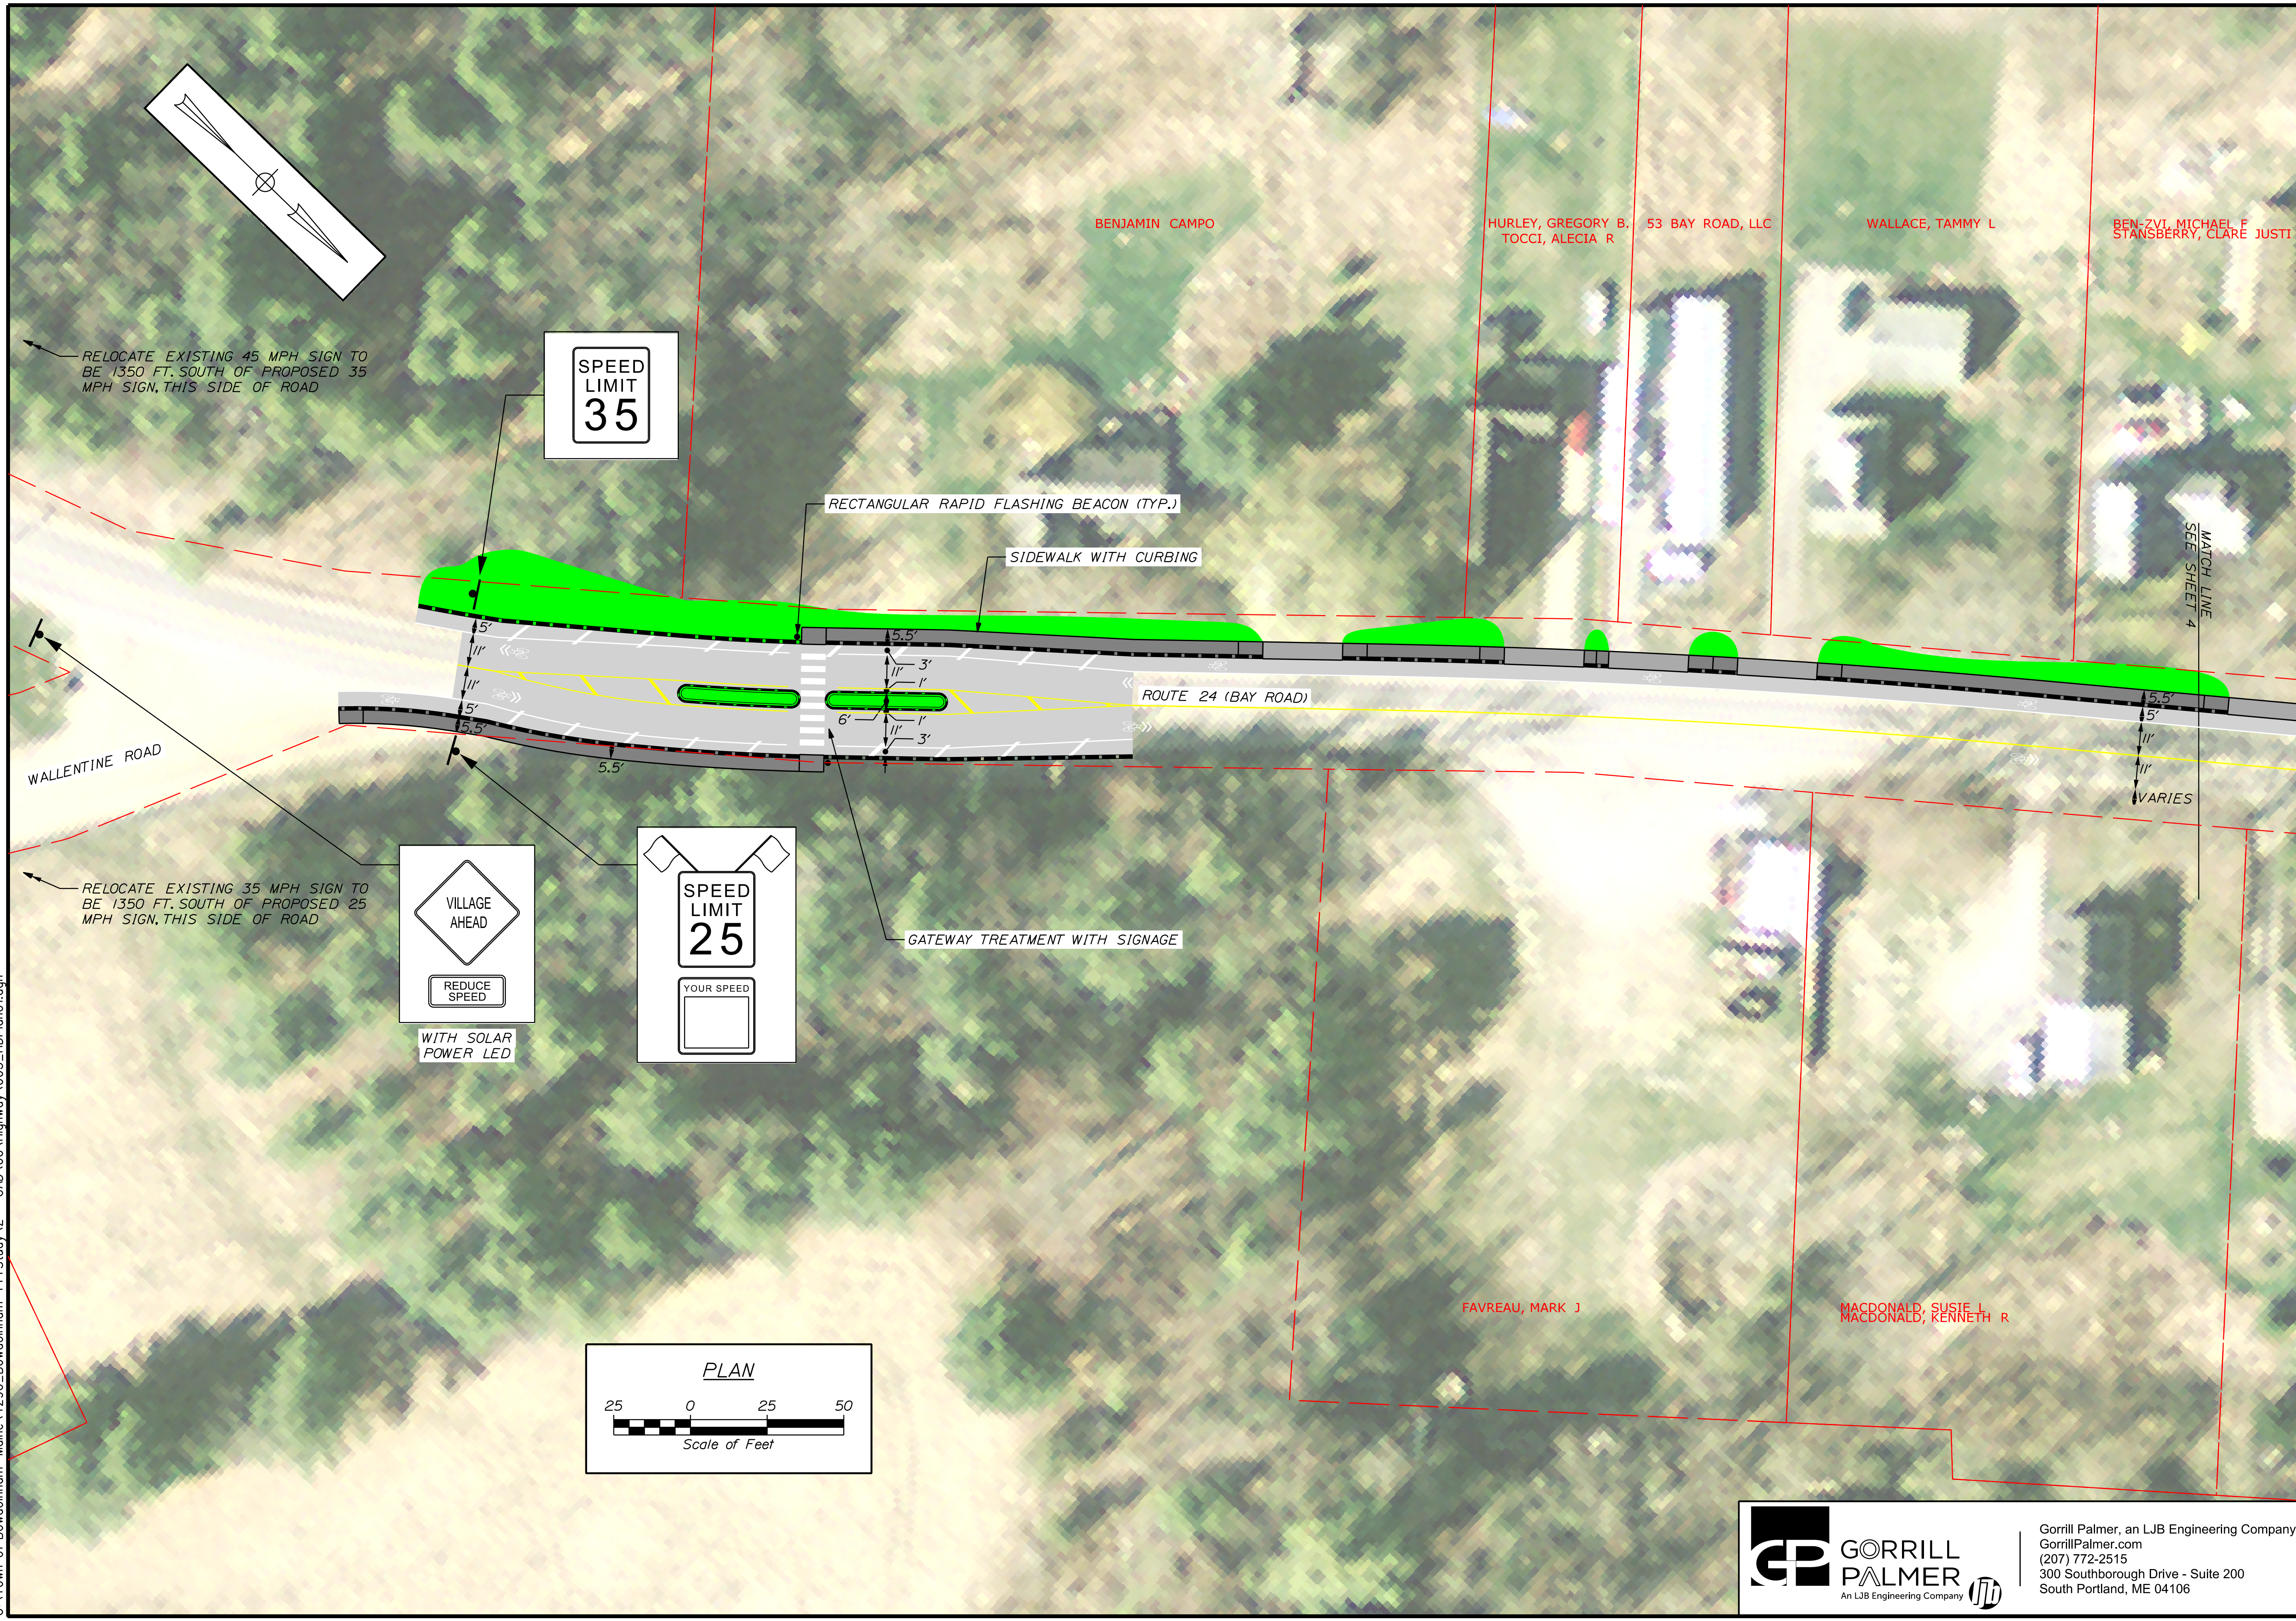 BENJAMIN CAMPO
HURLEY, GREGORY B.
TOCCI, ALECIA R
53 BAY ROAD, LLC
WALLACE, TAMMY L
BEN-ZVI, MICHAEL F
STANSBERRY, CLARE JUSTI
RELOCATE EXISTING 45 MPH SIGN TO
BE 1350 FT. SOUTH OF PROPOSED 35
MPH SIGN, THIS SIDE OF ROAD
SPEED
LIMIT
35
RECTANGULAR RAPID FLASHING BEACON (TYP.)
SIDEWALK WITH CURBING
MATCH LINE
SEE SHEET 4
5'
11'
11'
5'
5.5'
5.5'
5.5'
3'
11'
1'
6'
1'
11'
3'
ROUTE 24 (BAY ROAD)
5.5'
5'
11'
11'
VARIES
WALLENTINE ROAD
RELOCATE EXISTING 35 MPH SIGN TO
BE 1350 FT. SOUTH OF PROPOSED 25
MPH SIGN, THIS SIDE OF ROAD
VILLAGE
AHEAD
REDUCE
SPEED
WITH SOLAR
POWER LED
SPEED
LIMIT
25
YOUR SPEED
GATEWAY TREATMENT WITH SIGNAGE
FAVREAU, MARK J
MACDONALD, SUSIE L
MACDONALD, KENNETH R
PLAN
25 0 25 50
Scale of Feet
GP
GORRILL
PALMER
An LJB Engineering Company
ljb
Gorrill Palmer, an LJB Engineering Company
GorrillPalmer.com
(207) 772-2515
300 Southborough Drive - Suite 200
South Portland, ME 04106